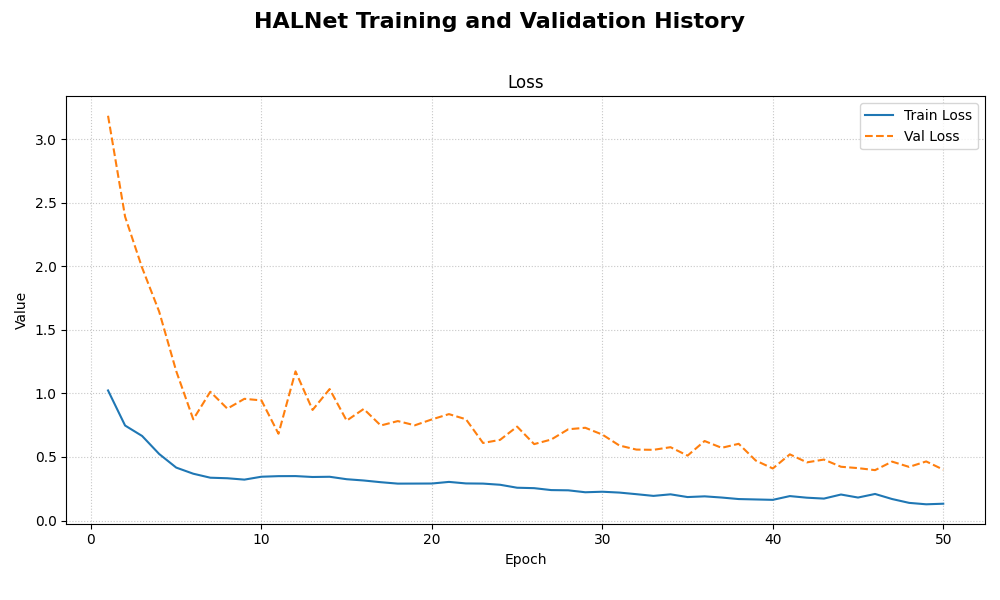 HALNet Training and Validation History
Loss
Train Loss
Val Loss
Value
3.0
2.5
2.0
1.5
1.0
0.5
0.0
0 10 20 30 40 50
Epoch